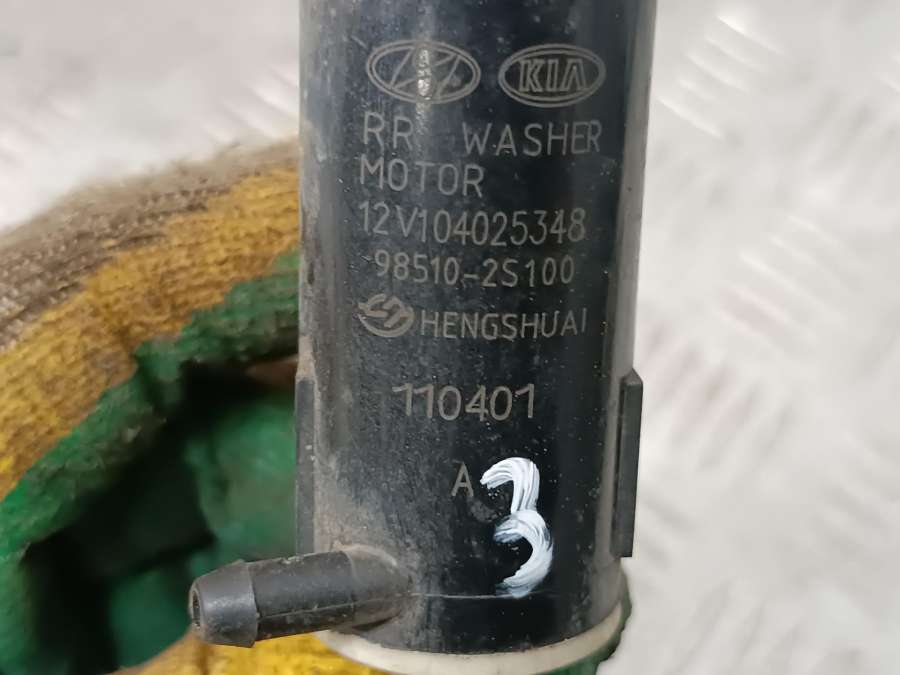 KIA
RR WASHER
MOTOR
12V104025348
98510-2S100
HENGSHUAI
110401
A 3